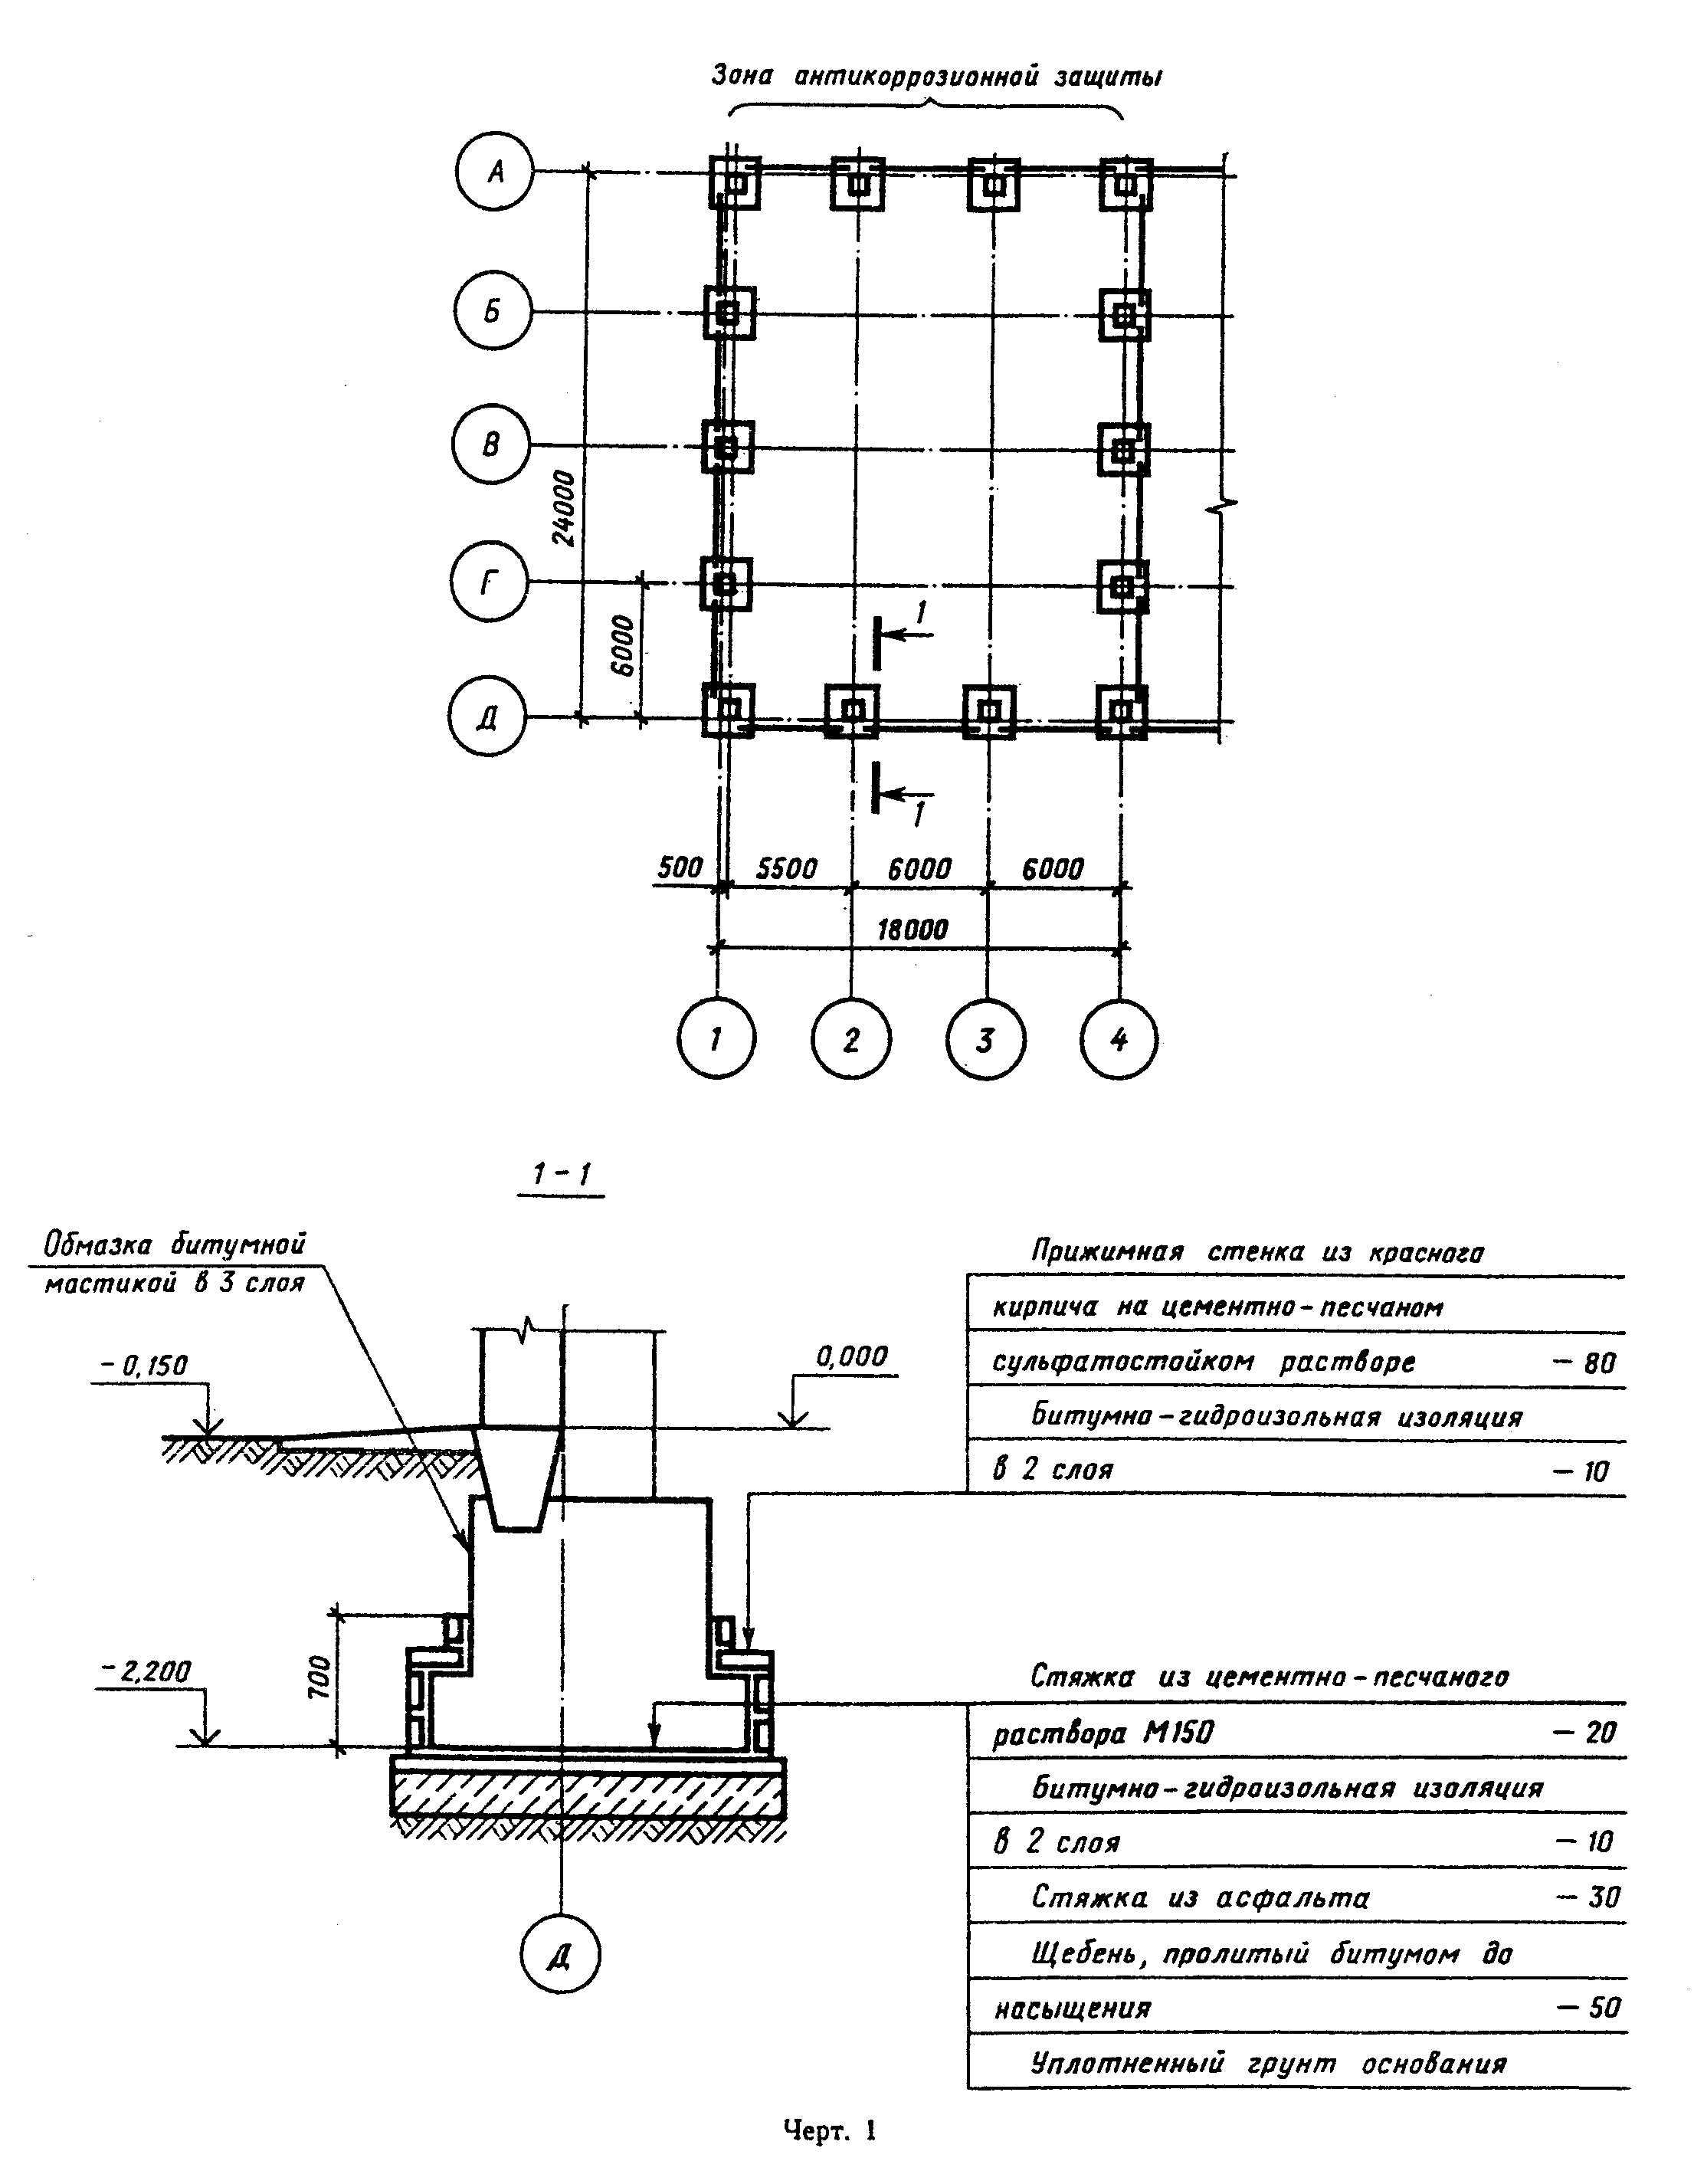 Зона антикоррозионной защиты
А
Б
В
Г
Д
24000
6000
1
1
500
5500
6000
6000
18000
1
2
3
4
1 - 1
Обмазка битумной
мастикой в 3 слоя
- 0,150
0,000
700
- 2,200
Д
Прижимная стенка из красного
кирпича на цементно - песчаном
сульфатостойком растворе - 80
Битумно - гидроизольная изоляция
в 2 слоя - 10
Стяжка из цементно - песчаного
раствора М150 - 20
Битумно - гидроизольная изоляция
в 2 слоя - 10
Стяжка из асфальта - 30
Щебень, пролитый битумом до
насыщения - 50
Уплотненный грунт основания
Черт. 1